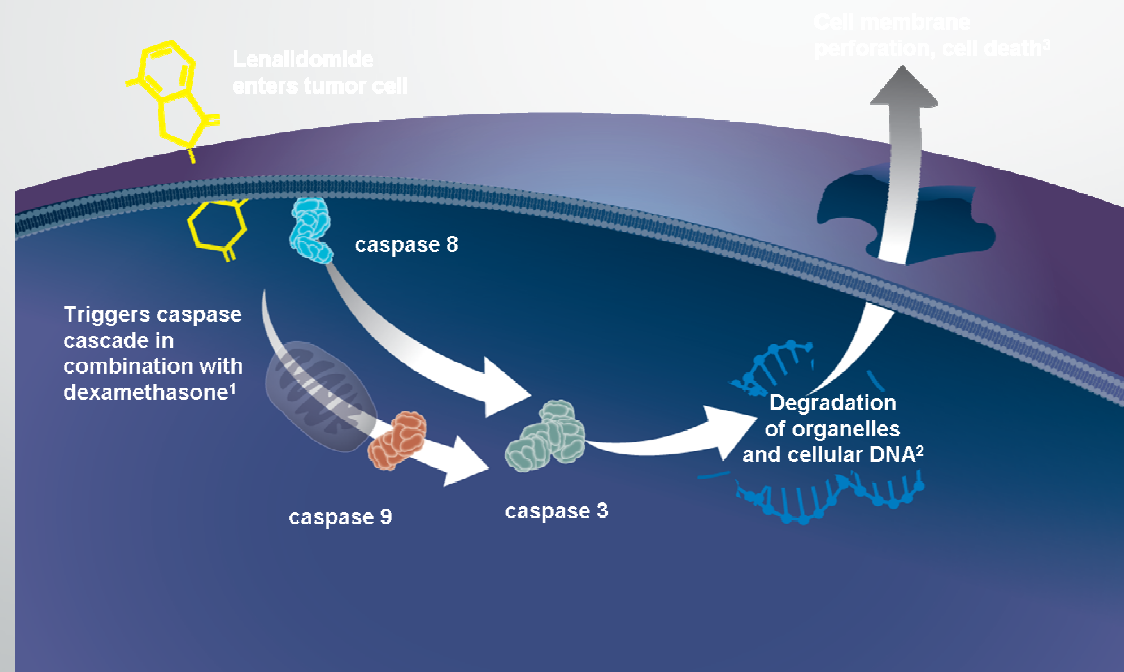 Cell membrane
perforation, cell death³
Lenalidomide
enters tumor cell
caspase 8
Triggers caspase
cascade in
combination with
dexamethasone¹
Degradation
of organelles
and cellular DNA²
caspase 9
caspase 3